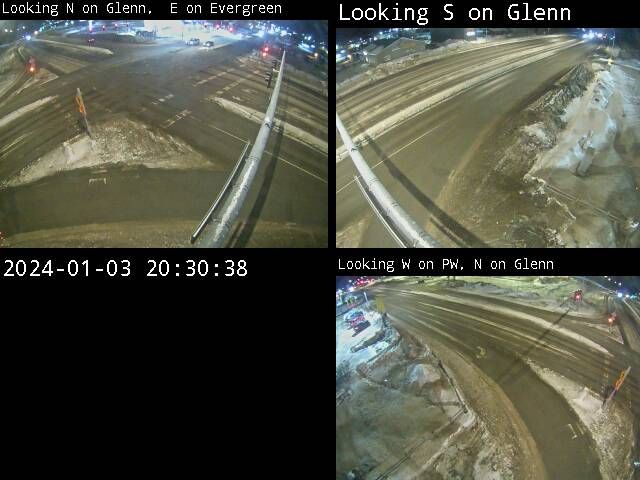 Looking N on Glenn,  E on Evergreen
Looking S on Glenn
2024-01-03 20:30:38
Looking W on PW, N on Glenn